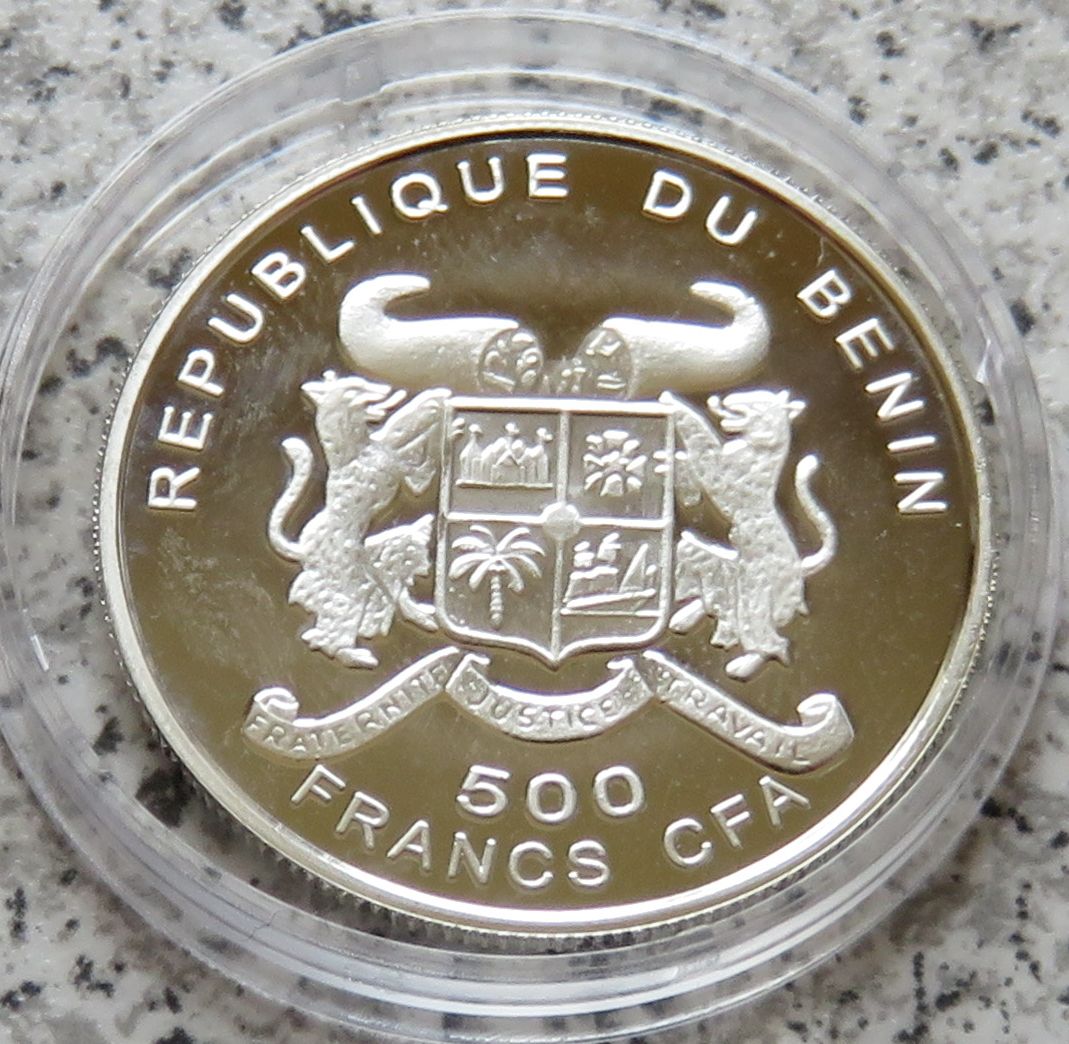 REPUBLIQUE DU BENIN
FRATERNITE JUSTICE TRAVAIL
500
FRANCS CFA